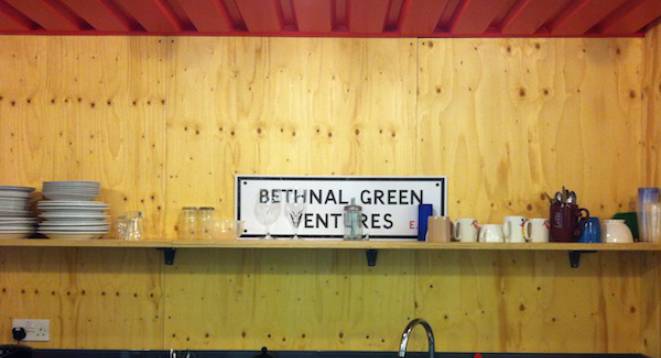 BETHNAL GREEN
VENTURES E.